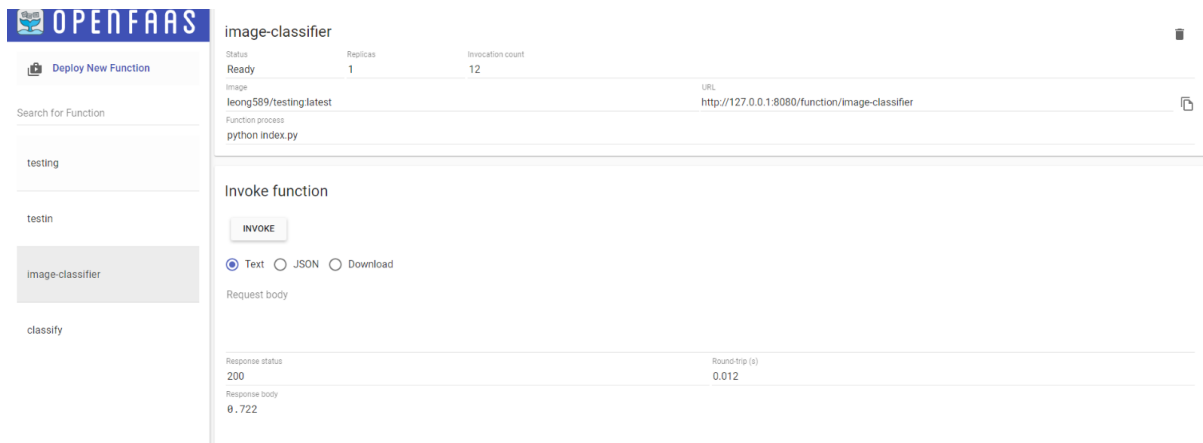 OPENFAAS
Deploy New Function
Search for Function
testing
testin
image-classifier
classify
image-classifier
Status Replicas Invocation count
Ready 1 12
Image URL
leong589/testing:latest http://127.0.0.1:8080/function/image-classifier
Function process
python index.py
Invoke function
INVOKE
Text JSON Download
Request body
Response status Round-trip (s)
200 0.012
Response body
0.722